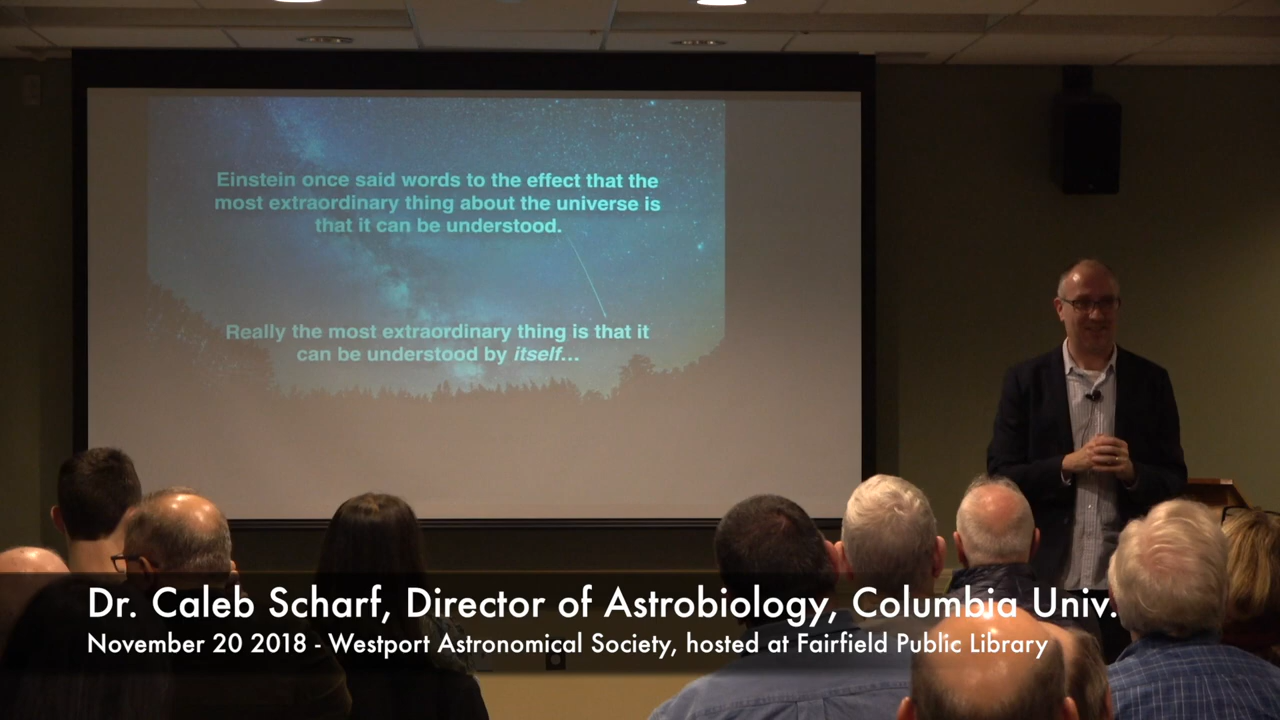 Einstein once said words to the effect that the
most extraordinary thing about the universe is
that it can be understood.
Really the most extraordinary thing is that it
can be understood by itself...
Dr. Caleb Scharf, Director of Astrobiology, Columbia Univ.
November 20 2018 - Westport Astronomical Society, hosted at Fairfield Public Library